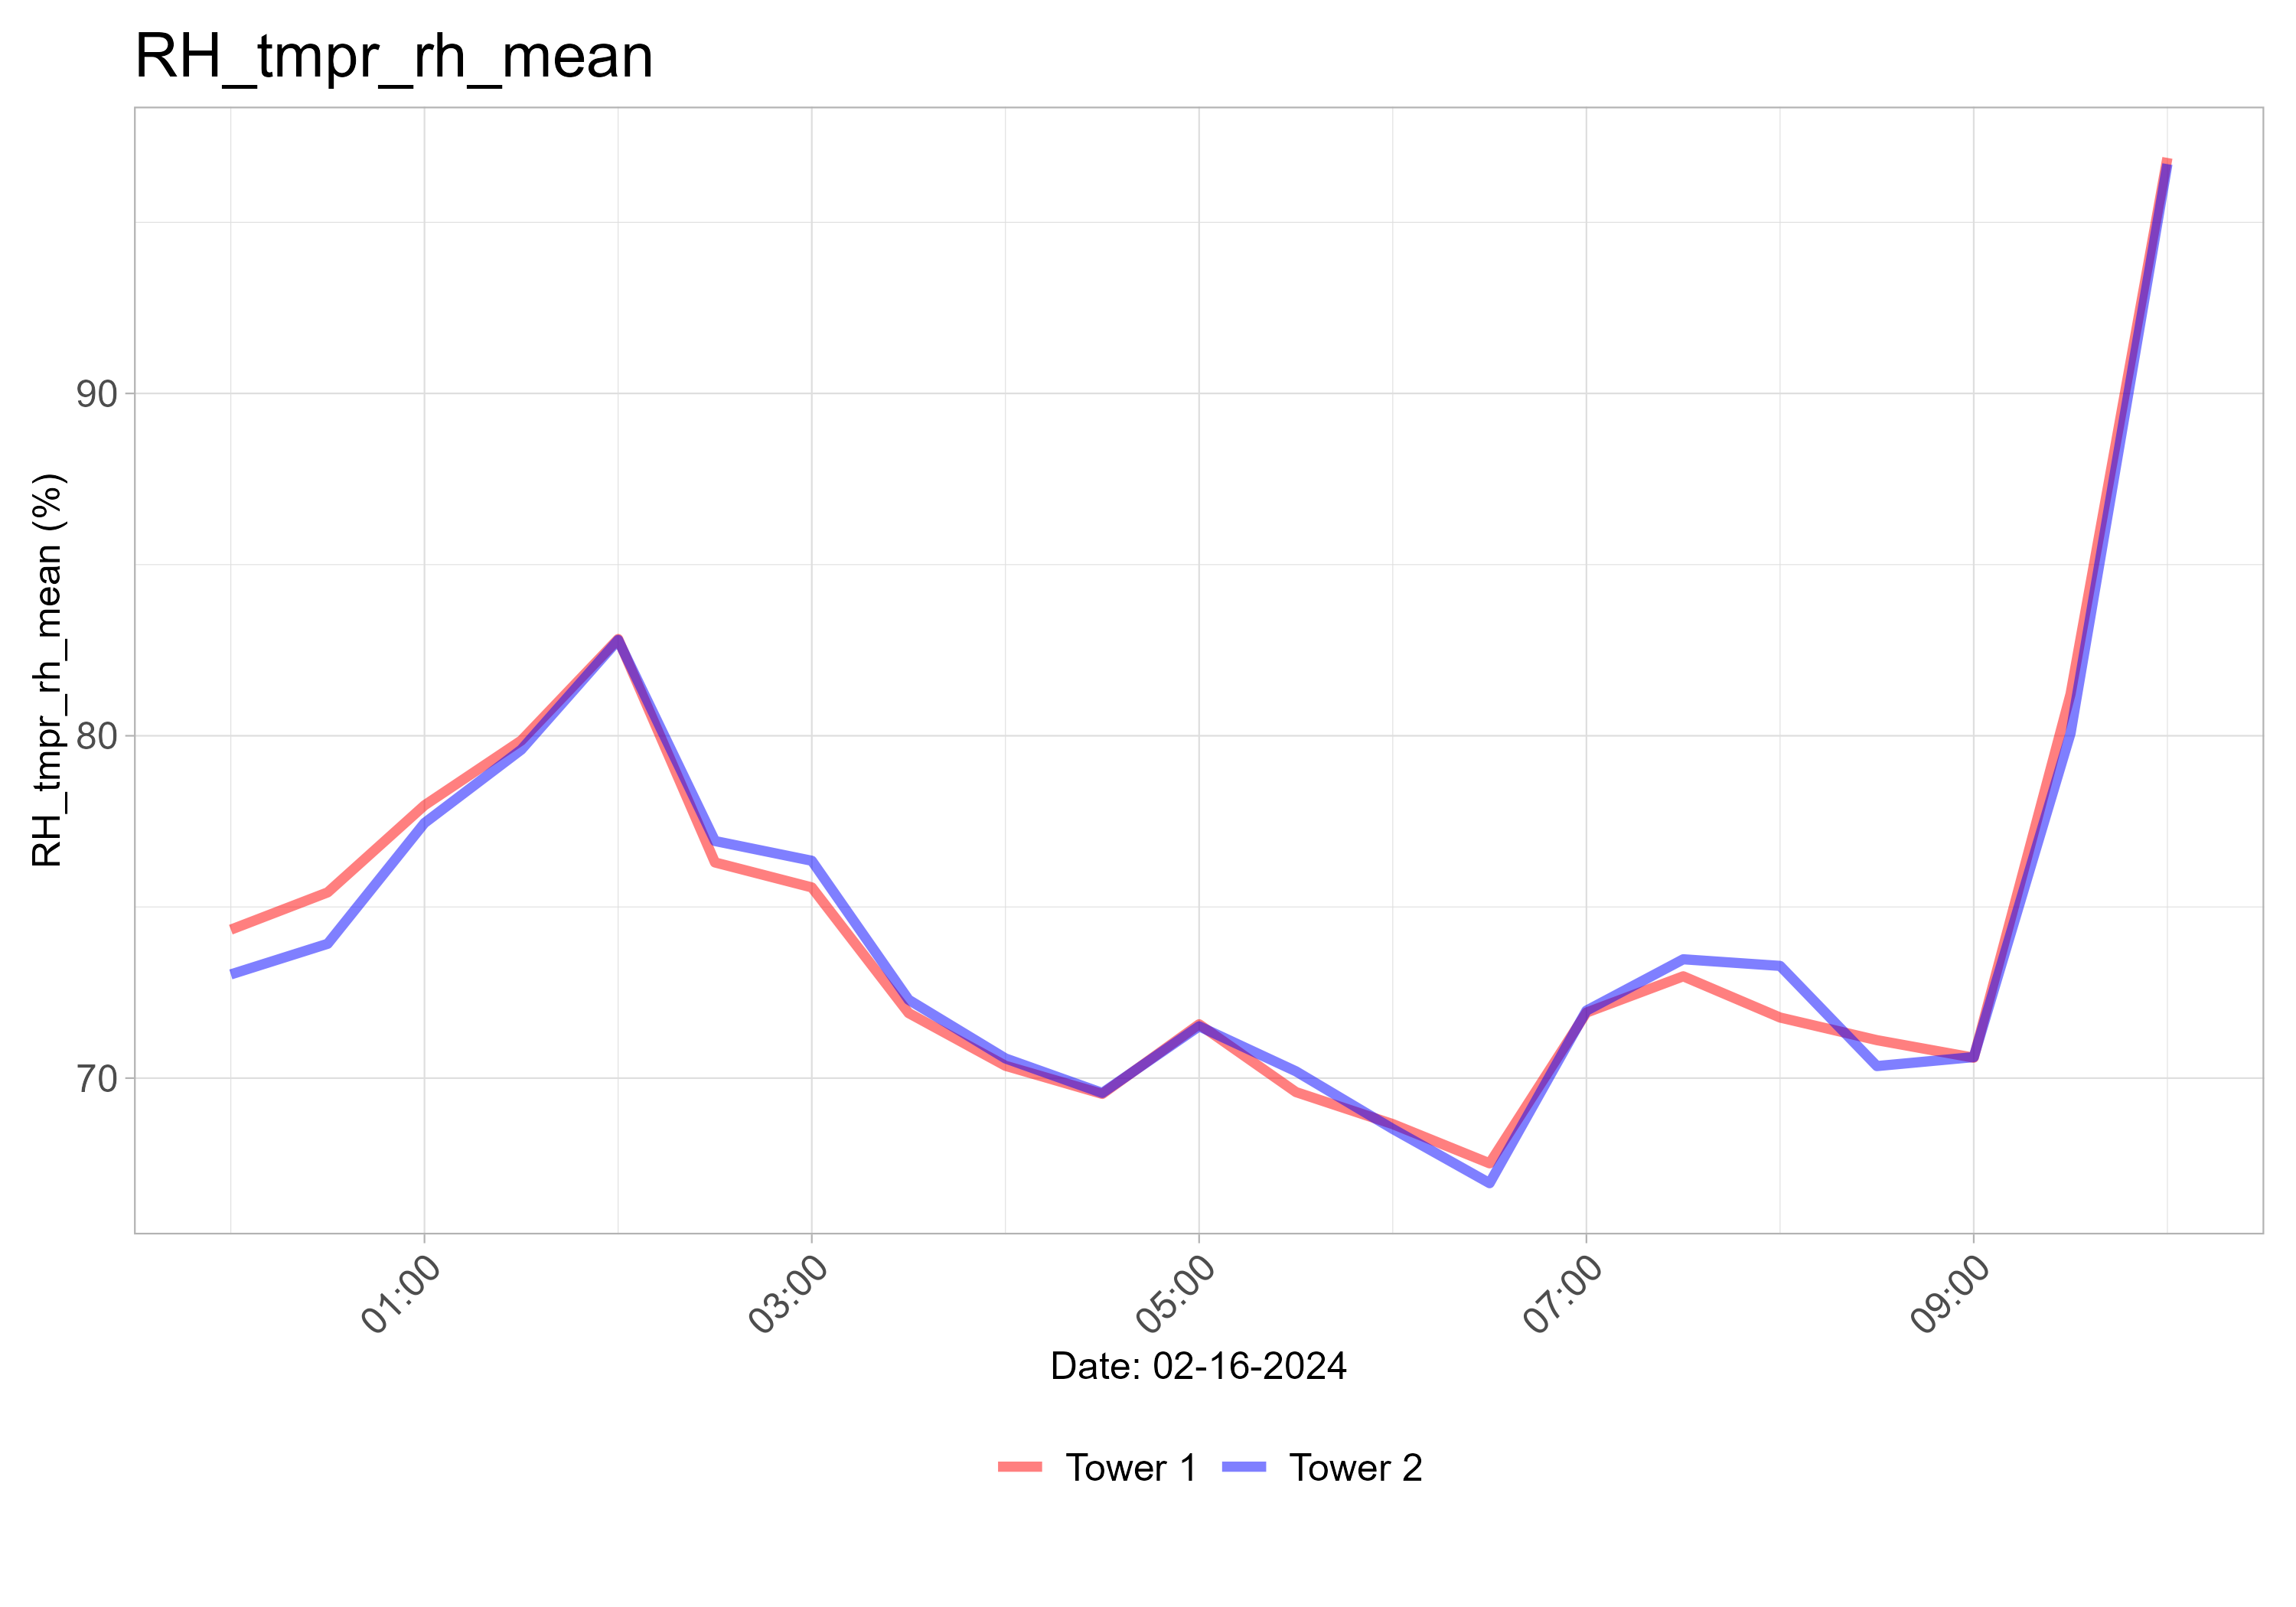 RH_tmpr_rh_mean
RH_tmpr_rh_mean (%)
90
80
70
01:00
03:00
05:00
07:00
09:00
Date: 02-16-2024
Tower 1
Tower 2